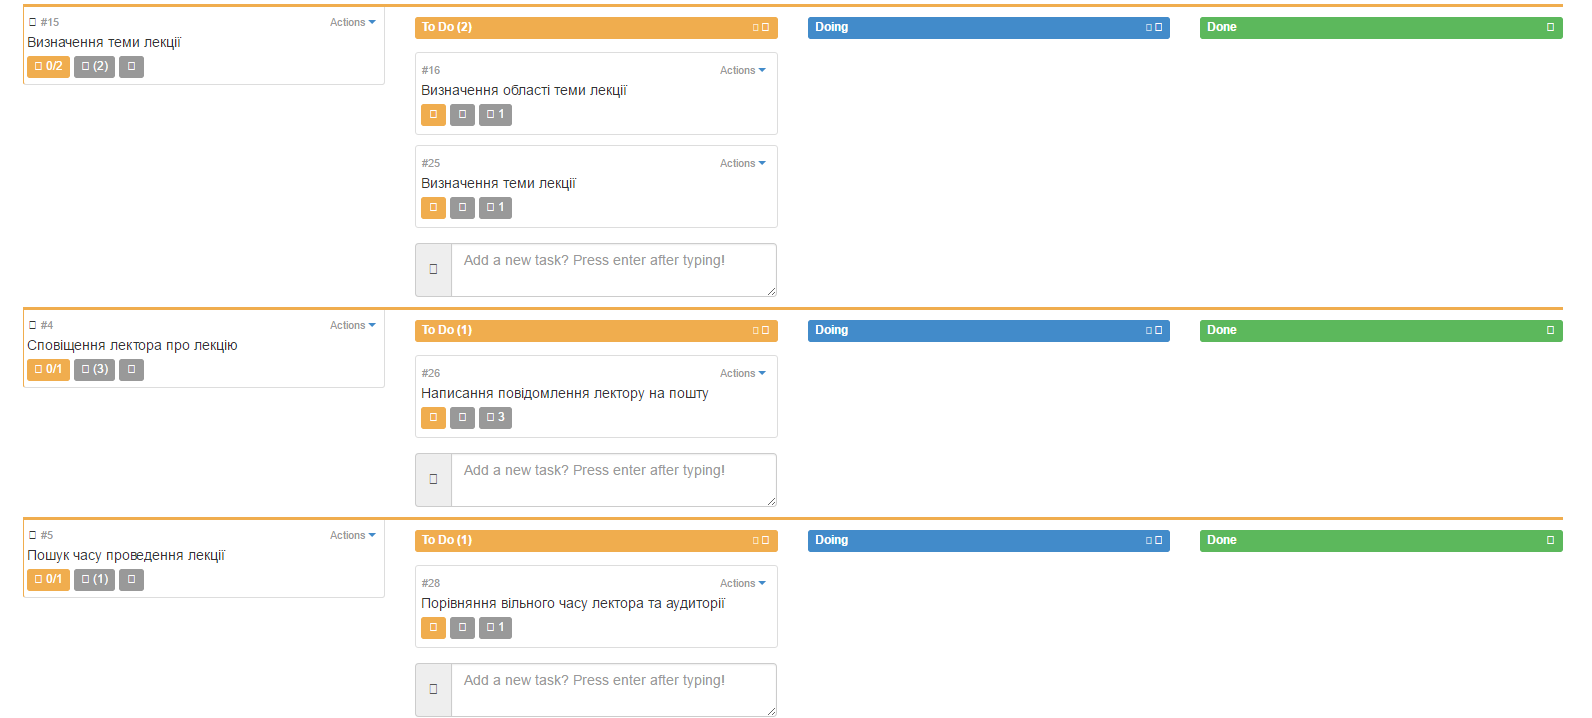 #15 Actions
Визначення теми лекції
0/2 (2)
To Do (2)
Doing
Done
#16 Actions
Визначення області теми лекції
1
#25 Actions
Визначення теми лекції
1
Add a new task? Press enter after typing!
#4 Actions
Сповіщення лектора про лекцію
0/1 (3)
To Do (1)
Doing
Done
#26 Actions
Написання повідомлення лектору на пошту
3
Add a new task? Press enter after typing!
#5 Actions
Пошук часу проведення лекції
0/1 (1)
To Do (1)
Doing
Done
#28 Actions
Порівняння вільного часу лектора та аудиторії
1
Add a new task? Press enter after typing!